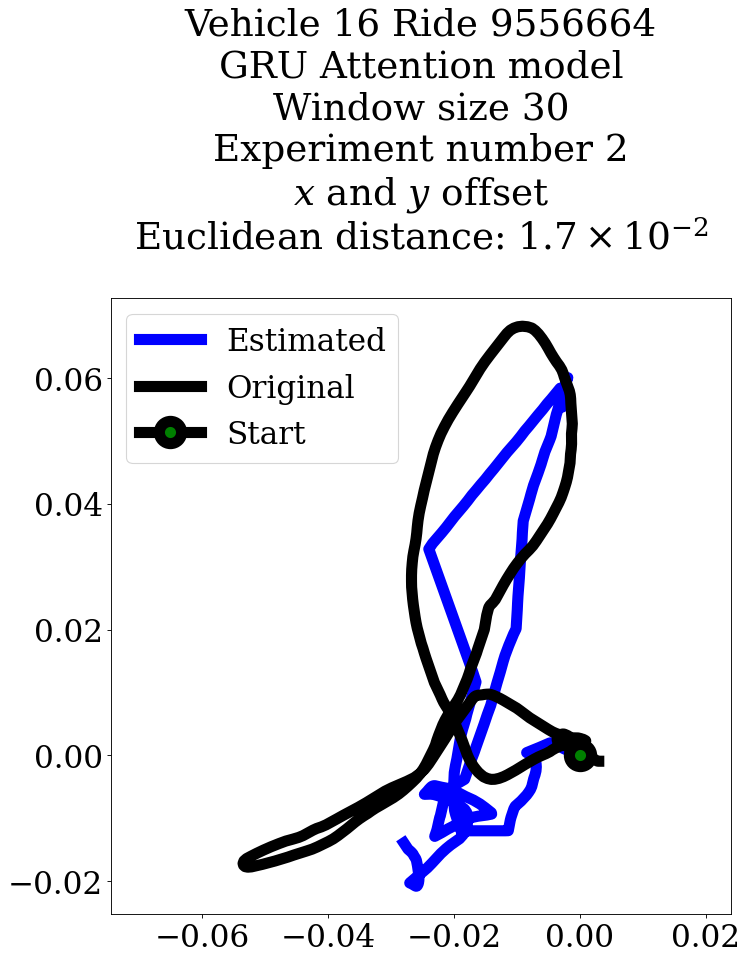 Vehicle 16 Ride 9556664
GRU Attention model
Window size 30
Experiment number 2
x and y offset
Euclidean distance: 1.7 × 10⁻²
Estimated
Original
Start
0.06
0.04
0.02
0.00
−0.02
−0.06 −0.04 −0.02 0.00 0.02